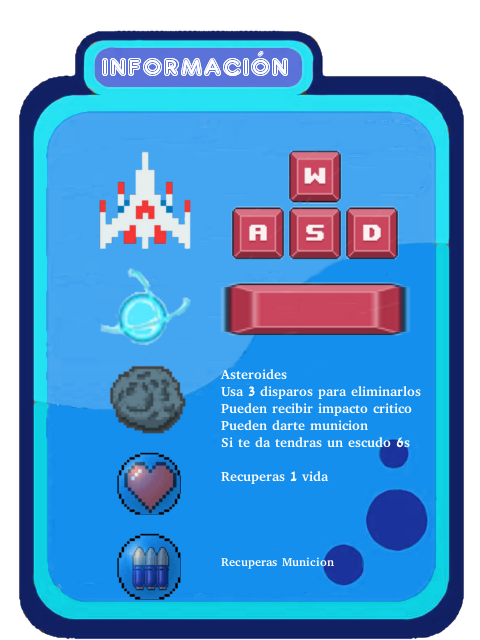 INFORMACIÓN
W
A S D
Asteroides
Usa 3 disparos para eliminarlos
Pueden recibir impacto critico
Pueden darte municion
Si te da tendras un escudo 6s
Recuperas 1 vida
Recuperas Municion